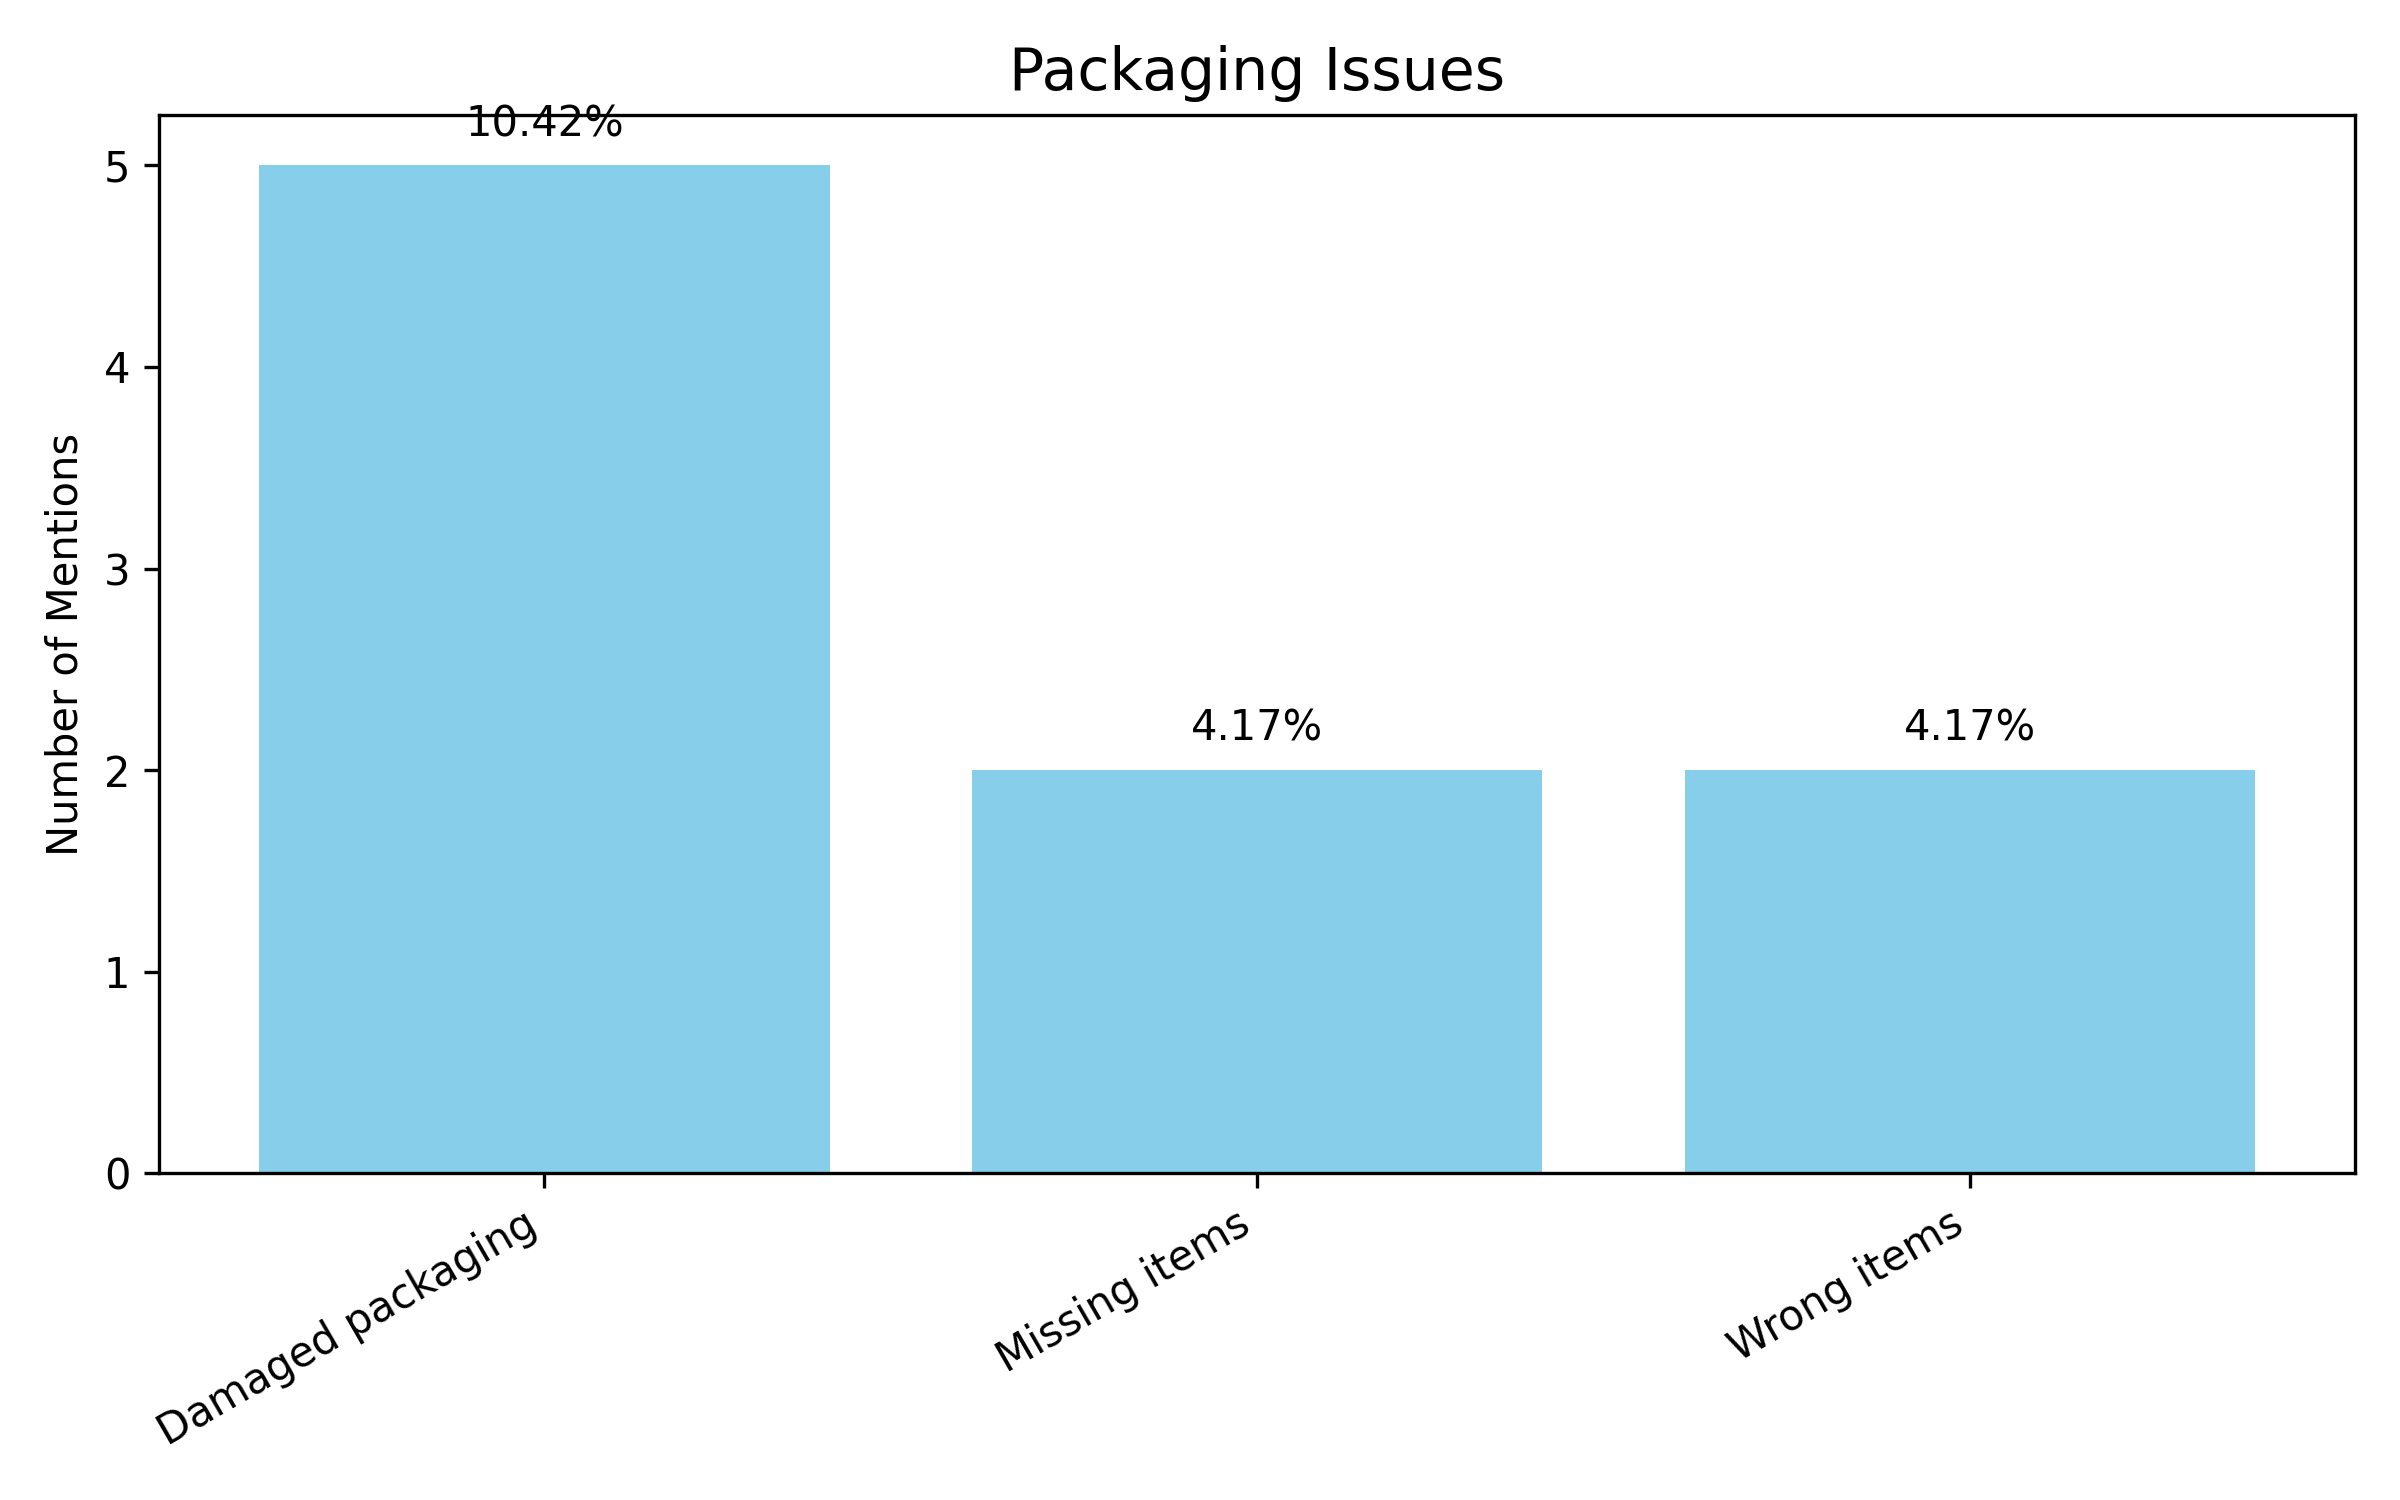 Packaging Issues
10.42%
5
4
3
2
1
0
Number of Mentions
4.17%
4.17%
Damaged packaging
Missing items
Wrong items